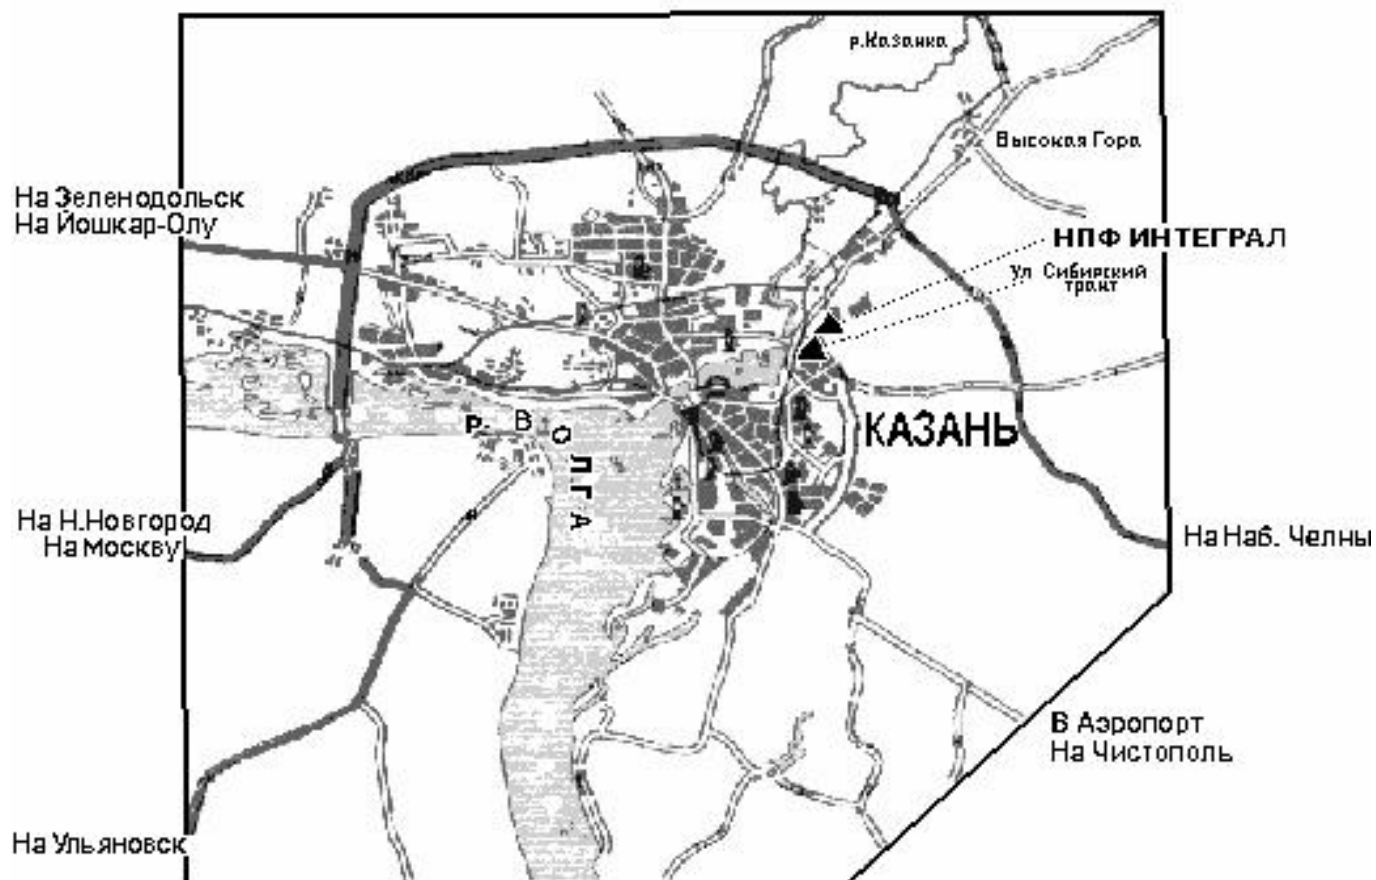 р.Казанка
Высокая Гора
На Зеленодольск
На Йошкар-Олу
НПФ ИНТЕГРАЛ
ул Сибирский
тракт
КАЗАНЬ
Р. ВОЛГА
На Н.Новгород
На Москву
На Наб. Челны
В Аэропорт
На Чистополь
На Ульяновск